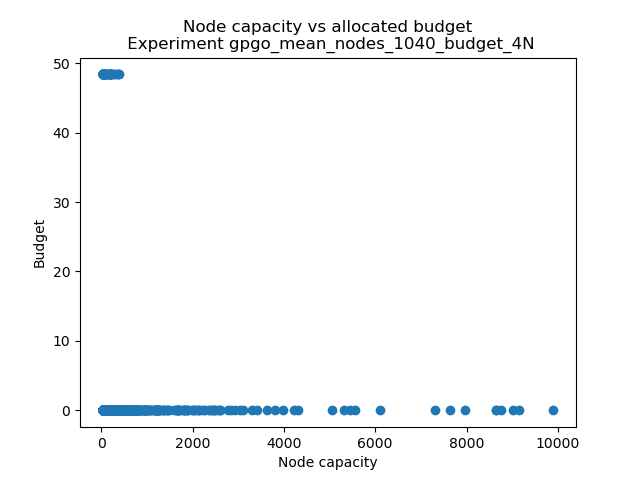 Node capacity vs allocated budget
Experiment gpgo_mean_nodes_1040_budget_4N
50
40
30
20
10
0
Budget
0 2000 4000 6000 8000 10000
Node capacity